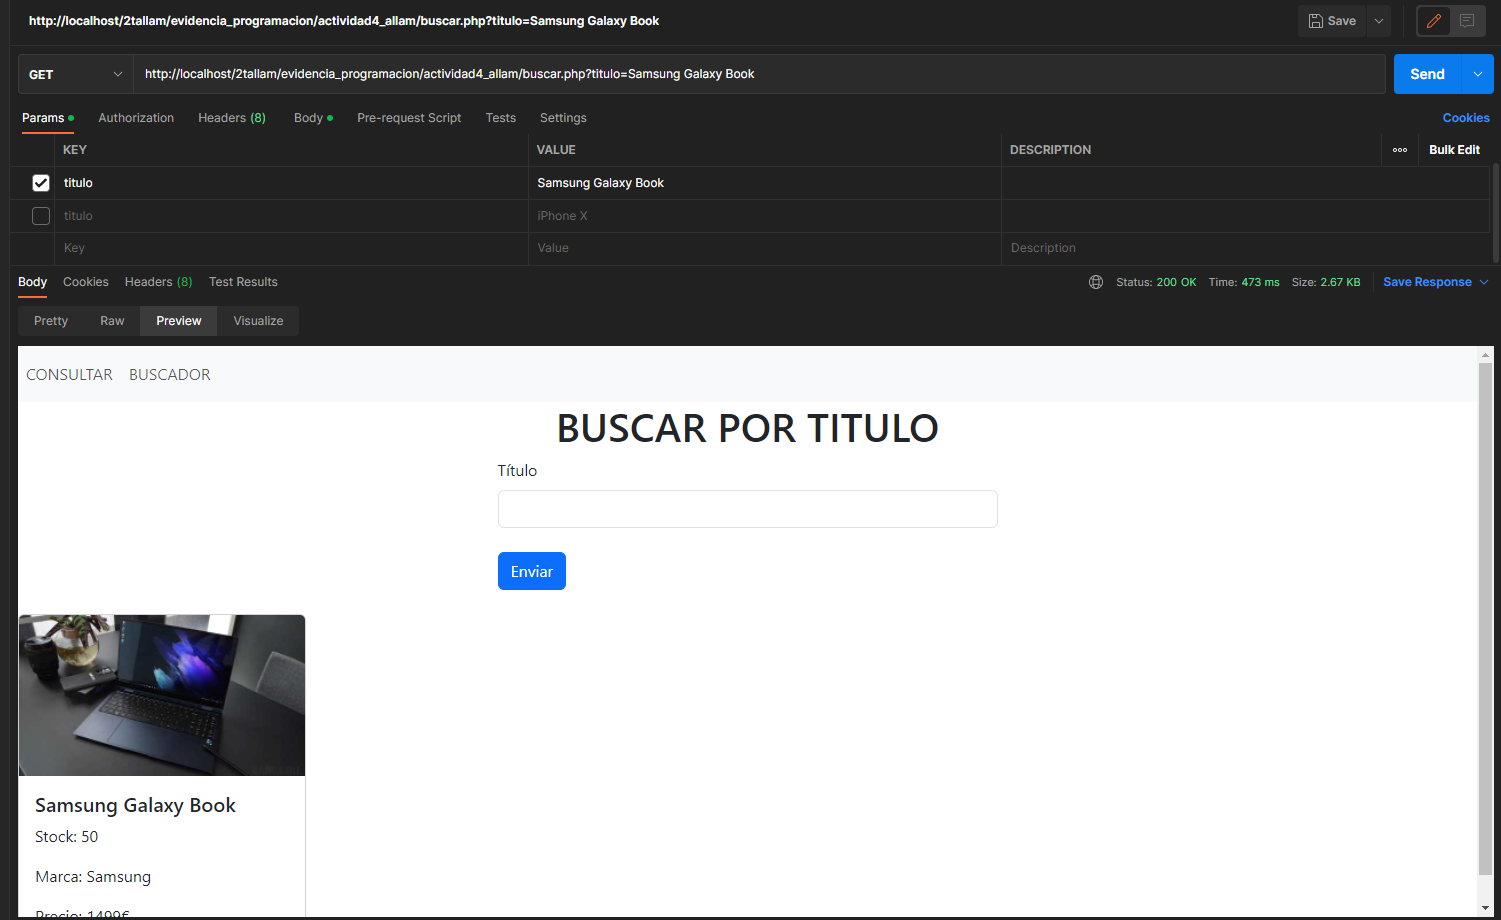 http://localhost/2tallam/evidencia_programacion/actividad4_allam/buscar.php?titulo=Samsung Galaxy Book
Save
GET
http://localhost/2tallam/evidencia_programacion/actividad4_allam/buscar.php?titulo=Samsung Galaxy Book
Send
Params Authorization Headers (8) Body Pre-request Script Tests Settings Cookies
KEY VALUE DESCRIPTION Bulk Edit
titulo Samsung Galaxy Book
titulo iPhone X
Key Value Description
Body Cookies Headers (8) Test Results Status: 200 OK Time: 473 ms Size: 2.67 KB Save Response
Pretty Raw Preview Visualize
CONSULTAR BUSCADOR
BUSCAR POR TITULO
Título
Enviar
Samsung Galaxy Book
Stock: 50
Marca: Samsung
Precio: 1499€